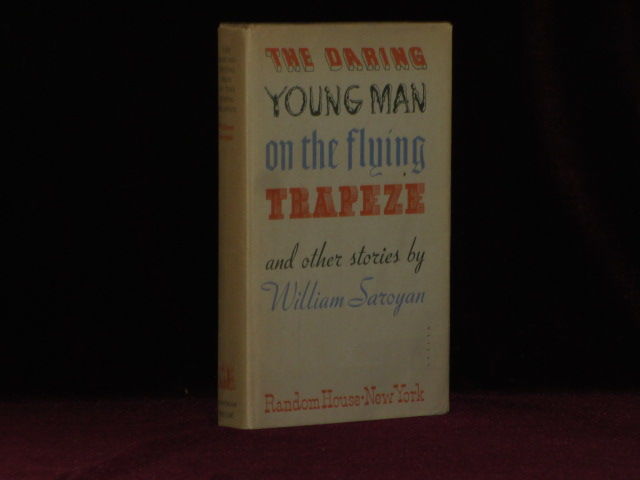 THE DARING
YOUNG MAN
on the flying
TRAPEZE
and other stories by
William Saroyan
Random House · New York